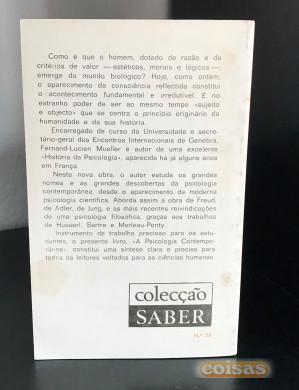 Como é que o homem, dotado de razão e de
critérios de valor — estéticos, morais e lógicos —,
emerge do mundo biológico? Hoje, como ontem,
o aparecimento da consciência reflectida constitui
o acontecimento fundamental e irredutível. É no
estranho poder de ser ao mesmo tempo «sujeito
e objecto» que se centra o princípio originário da
humanidade e da sua história.
Encarregado de curso da Universidade e secre-
tário-geral dos Encontros Internacionais de Genebra,
Fernand-Lucien Mueller é autor de uma excelente
«História da Psicologia», aparecida há já alguns anos
em França.
Nesta nova obra, o autor estuda os grandes
nomes e as grandes descobertas da psicologia
contemporânea, desde o aparecimento da moderna
psicologia científica. Aborda assim a obra de Freud,
de Adler, de Jung, e as mais recentes reivindicações
de uma psicologia filosófica, graças aos trabalhos
de Husserl, Sartre e Merleau-Ponty.
Instrumento de trabalho precioso para os estu-
dantes, o presente livro, «A Psicologia Contempo-
rânea», constitui uma síntese clara e precisa para
todos os leitores voltados para as ciências humanas.
colecção
SABER
N.º
coisas